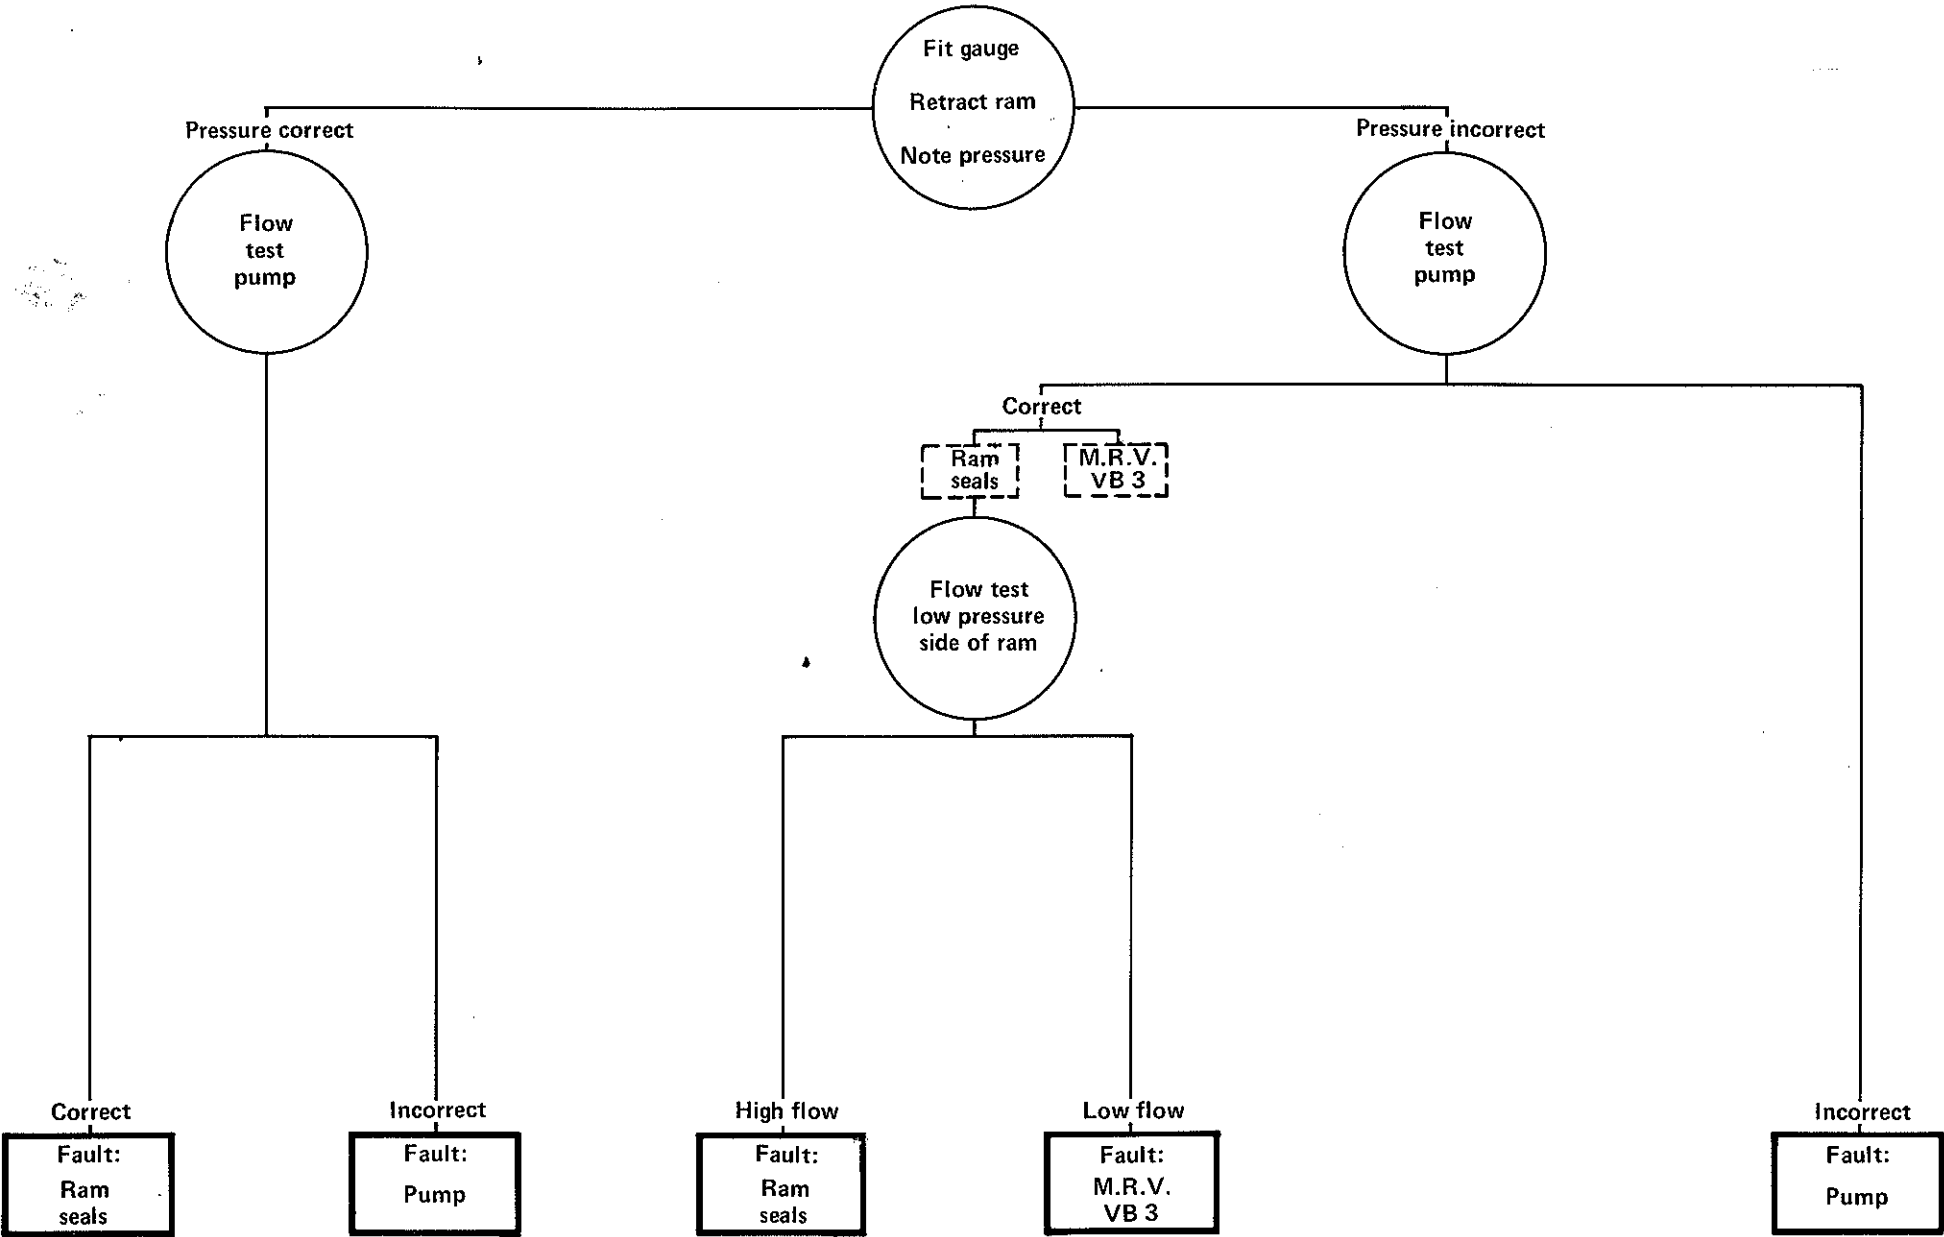 Fit gauge
Retract ram
Note pressure
Pressure correct
Pressure incorrect
Flow
test
pump
Flow
test
pump
Correct
Ram
seals
M.R.V.
VB 3
Flow test
low pressure
side of ram
Correct
Incorrect
High flow
Low flow
Incorrect
Fault:
Ram
seals
Fault:
Pump
Fault:
Ram
seals
Fault:
M.R.V.
VB 3
Fault:
Pump